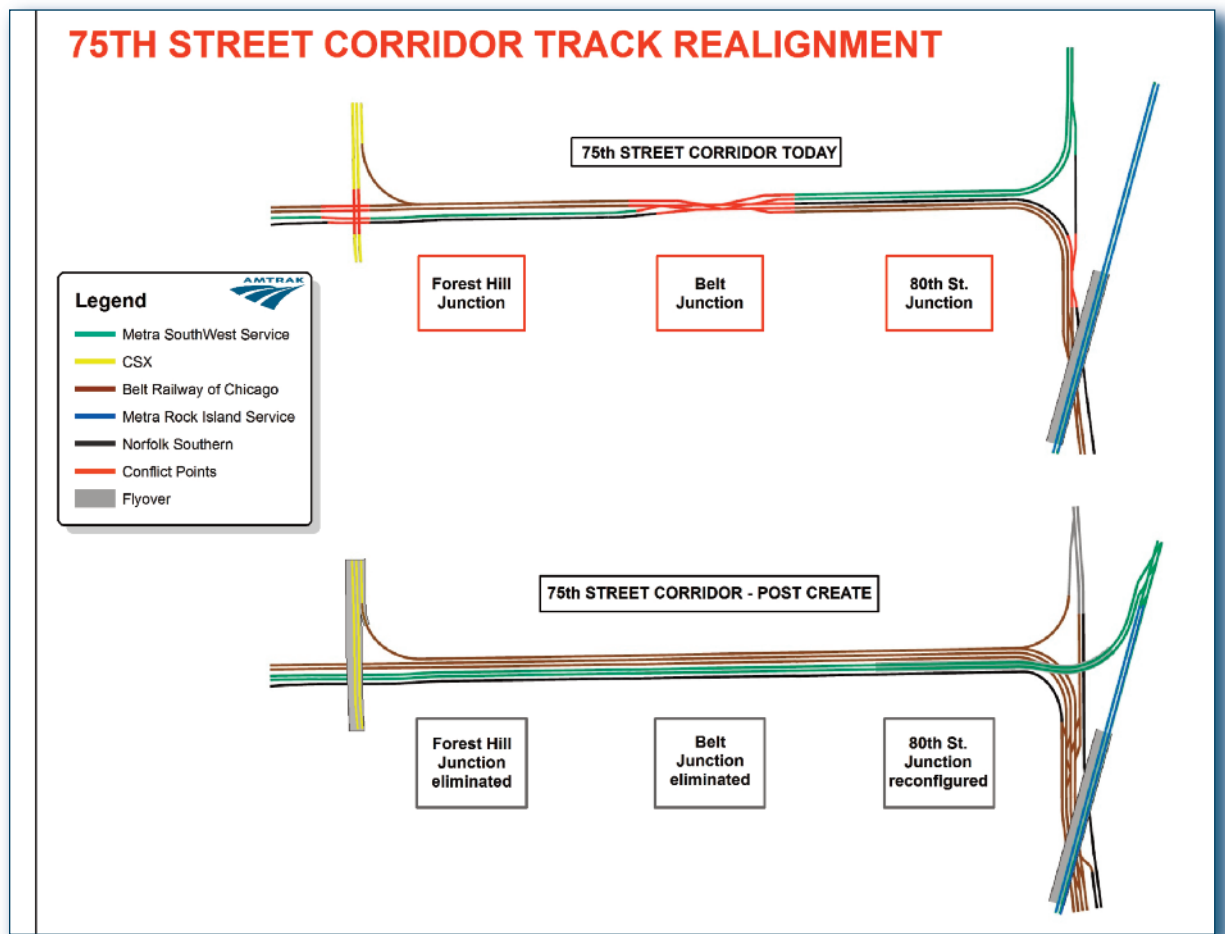 75TH STREET CORRIDOR TRACK REALIGNMENT
75th STREET CORRIDOR TODAY
Forest Hill
Junction
Belt
Junction
80th St.
Junction
AMTRAK
Legend
Metra SouthWest Service
CSX
Belt Railway of Chicago
Metra Rock Island Service
Norfolk Southern
Conflict Points
Flyover
75th STREET CORRIDOR - POST CREATE
Forest Hill
Junction
eliminated
Belt
Junction
eliminated
80th St.
Junction
reconfigured